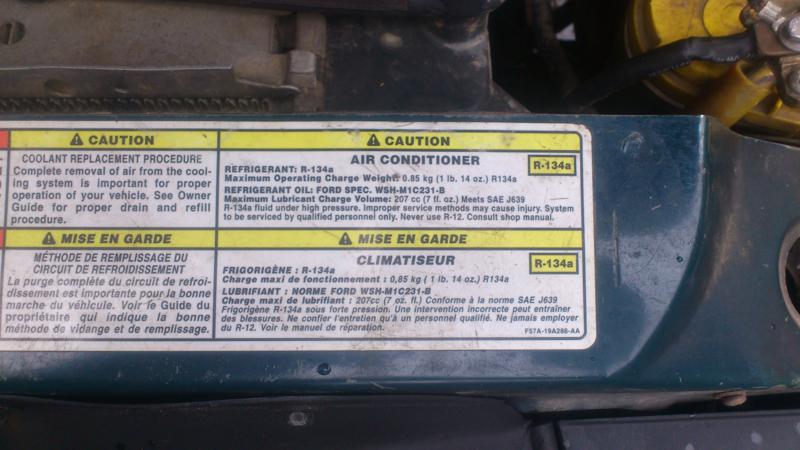 CAUTION
COOLANT REPLACEMENT PROCEDURE
Complete removal of air from the cool-
ing system is important for proper
operation of your vehicle. See Owner
Guide for proper drain and refill
procedure.
CAUTION
AIR CONDITIONER
R-134a
REFRIGERANT: R-134a
Maximum Operating Charge Weight: 0.85 kg (1 lb. 14 oz.) R134a
REFRIGERANT OIL: FORD SPEC. WSH-M1C231-B
Maximum Lubricant Charge Volume: 207 cc (7 fl. oz.) Meets SAE J639
R-134a fluid under high pressure. Improper service methods may cause injury. System
to be serviced by qualified personnel only. Never use R-12. Consult shop manual.
MISE EN GARDE
MÉTHODE DE REMPLISSAGE DU
CIRCUIT DE REFROIDISSEMENT
La purge complète du circuit de refroi-
dissement est importante pour la bonne
marche du véhicule. Voir le Guide du
propriétaire qui indique la bonne
méthode de vidange et de remplissage.
MISE EN GARDE
CLIMATISEUR
R-134a
FRIGORIGÈNE : R-134a
Charge maxi de fonctionnement : 0,85 kg ( 1 lb. 14 oz.) R134a
LUBRIFIANT : NORME FORD WSH-M1C231-B
Charge maxi de lubrifiant : 207cc (7 oz. fl.) Conforme à la norme SAE J639
Frigorigène R-134a sous forte pression. Une intervention incorrecte peut entraîner
des blessures. Ne confier l'entretien qu'à un personnel qualifié. Ne jamais employer
du R-12. Voir le manuel de réparation.
F57A-19A286-AA